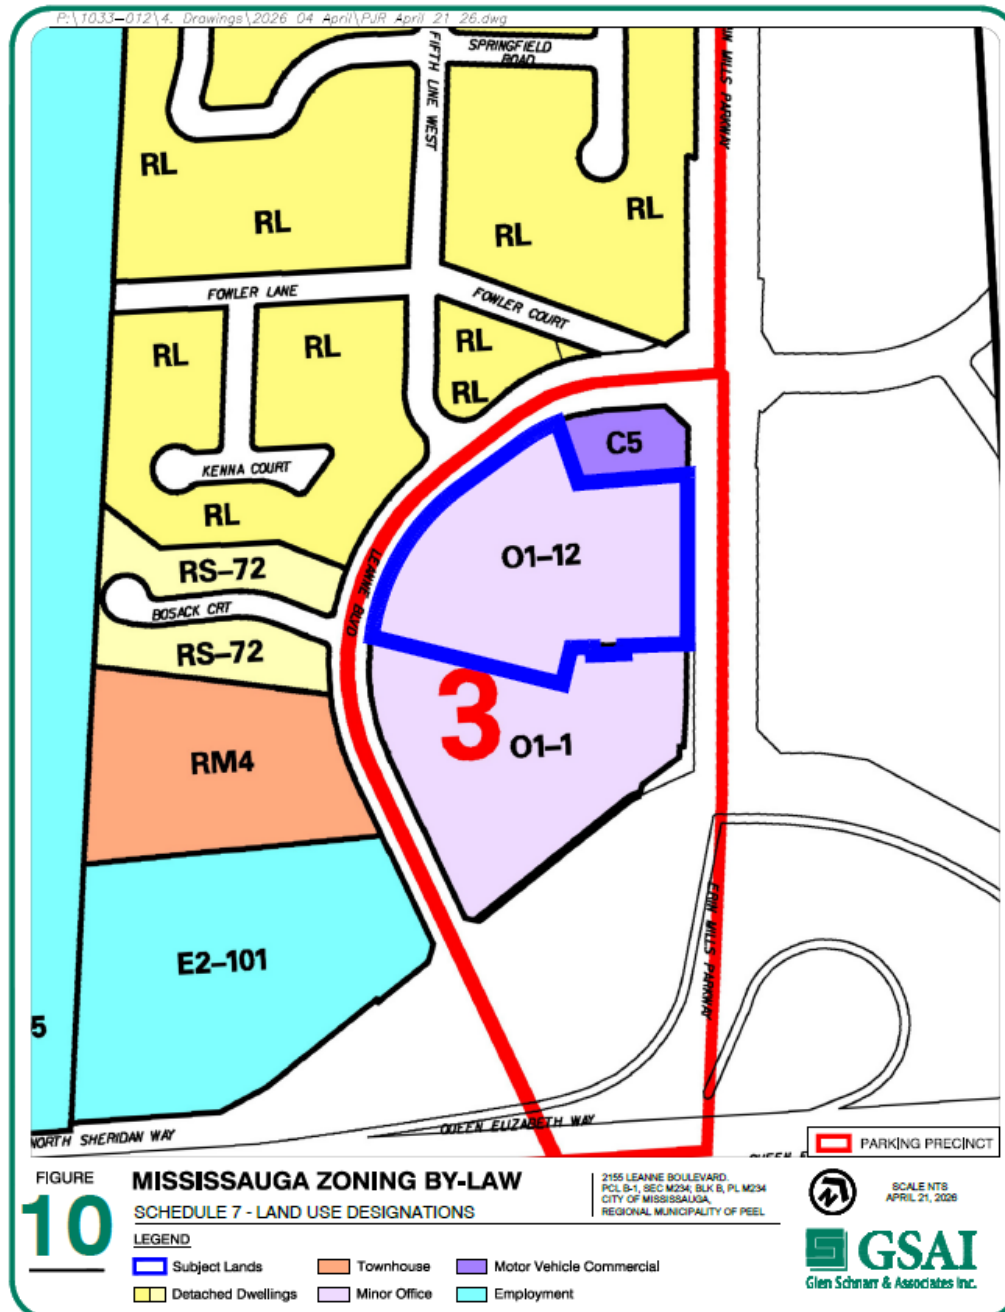 P:\1033-012\4. Drawings\2026 04 April\PJR April 21 26.dwg
SPRINGFIELD
ROAD
FIFTH LINE WEST
ERIN MILLS PARKWAY
RL
RL
RL
RL
FOWLER LANE
FOWLER COURT
RL
RL
RL
RL
C5
KENNA COURT
RL
O1-12
LEANNE BLVD
RS-72
BOSACK CRT
RS-72
3
O1-1
RM4
ERIN MILLS PARKWAY
E2-101
5
NORTH SHERIDAN WAY
QUEEN ELIZABETH WAY
PARKING PRECINCT
FIGURE
10
MISSISSAUGA ZONING BY-LAW
SCHEDULE 7 - LAND USE DESIGNATIONS
2155 LEANNE BOULEVARD.
PCL B-1, SEC M234; BLK B, PL M234
CITY OF MISSISSAUGA,
REGIONAL MUNICIPALITY OF PEEL
SCALE NTS
APRIL 21, 2026
LEGEND
Subject Lands
Townhouse
Motor Vehicle Commercial
Detached Dwellings
Minor Office
Employment
GSAI
Glen Schnarr & Associates Inc.